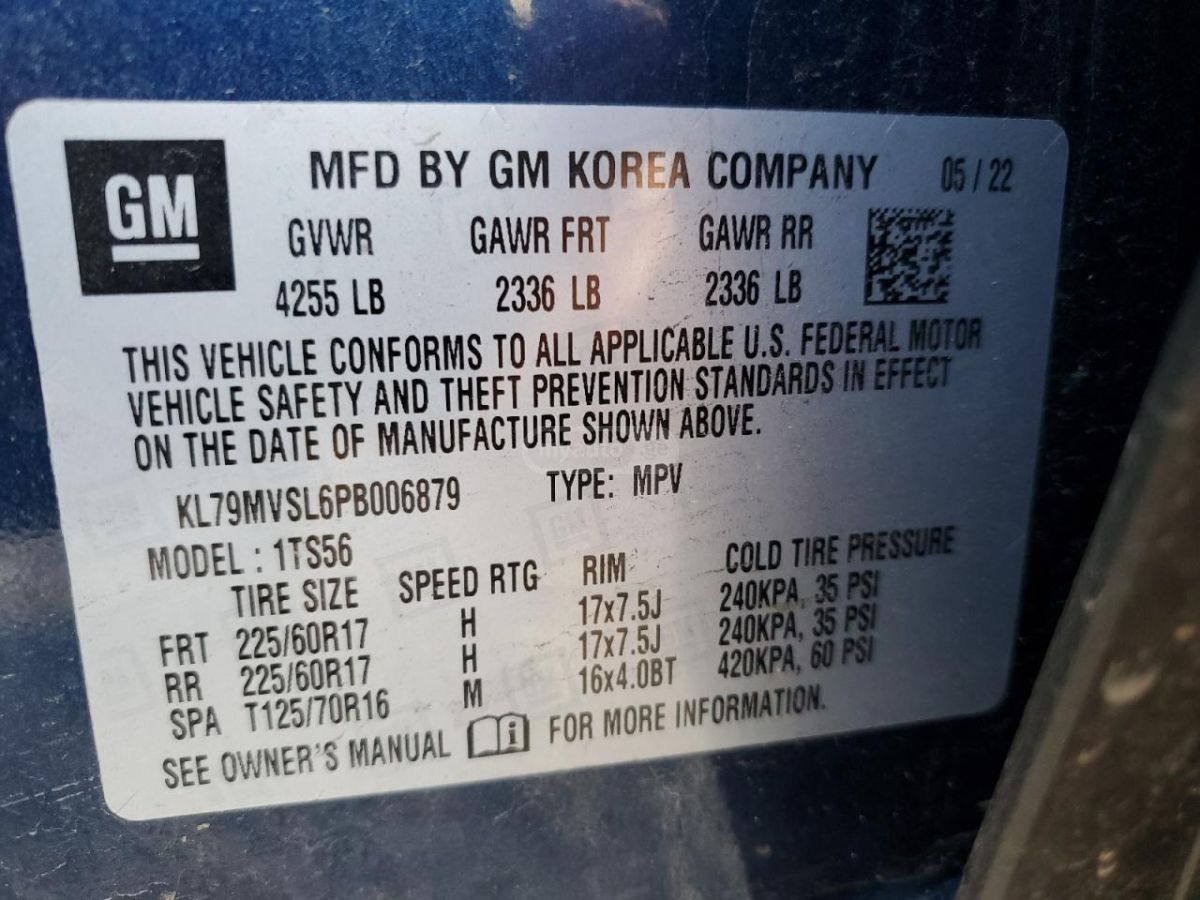 GM
MFD BY GM KOREA COMPANY 05 / 22
GVWR GAWR FRT GAWR RR
4255 LB 2336 LB 2336 LB
THIS VEHICLE CONFORMS TO ALL APPLICABLE U.S. FEDERAL MOTOR
VEHICLE SAFETY AND THEFT PREVENTION STANDARDS IN EFFECT
ON THE DATE OF MANUFACTURE SHOWN ABOVE.
myauto.ge
KL79MVSL6PB006879 TYPE: MPV
MODEL : 1TS56
TIRE SIZE SPEED RTG RIM COLD TIRE PRESSURE
FRT 225/60R17 H 17x7.5J 240KPA, 35 PSI
RR 225/60R17 H 17x7.5J 240KPA, 35 PSI
SPA T125/70R16 M 16x4.0BT 420KPA, 60 PSI
SEE OWNER'S MANUAL i FOR MORE INFORMATION.